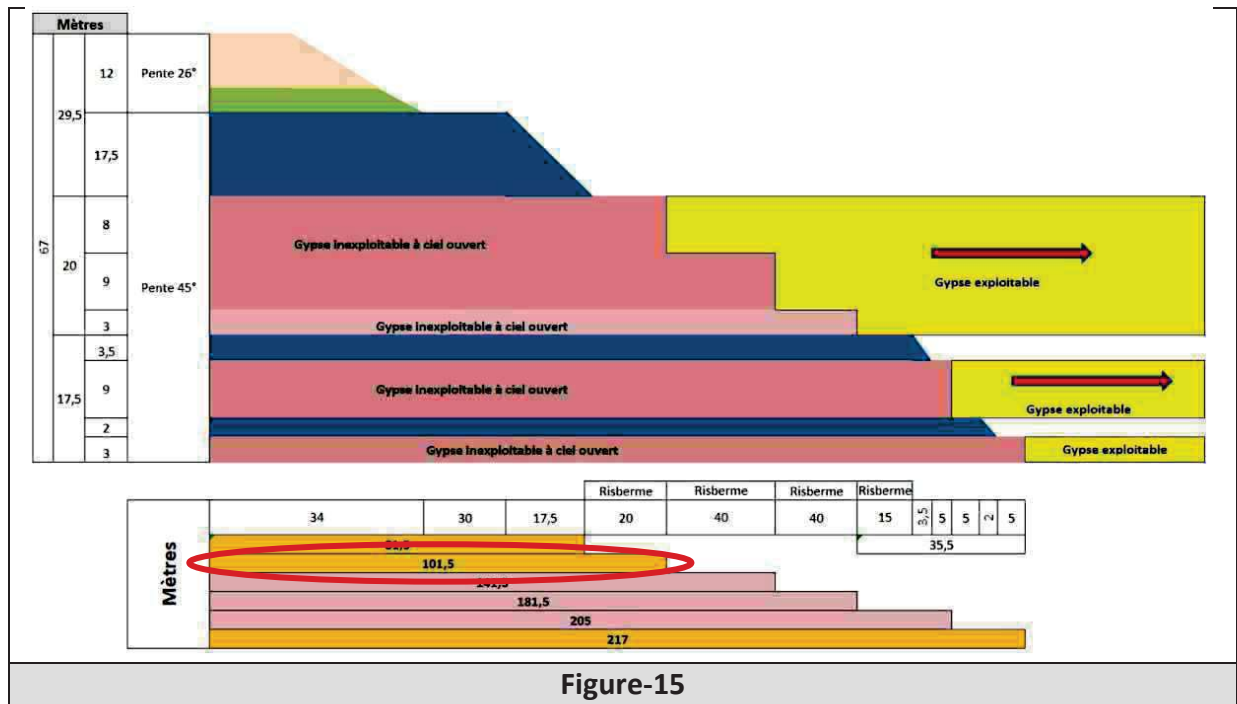 Mètres
12 Pente 26°
29,5
17,5
8
Gypse inexploitable à ciel ouvert
67
20
9 Pente 45° Gypse exploitable
3 Gypse inexploitable à ciel ouvert
3,5
9 Gypse inexploitable à ciel ouvert
17,5
Gypse exploitable
2
3 Gypse inexploitable à ciel ouvert Gypse exploitable
Risberme Risberme Risberme Risberme
34 30 17,5 20 40 40 15 3,5 5 5 2 5
35,5
101,5
Mètres
181,5
205
217
Figure-15